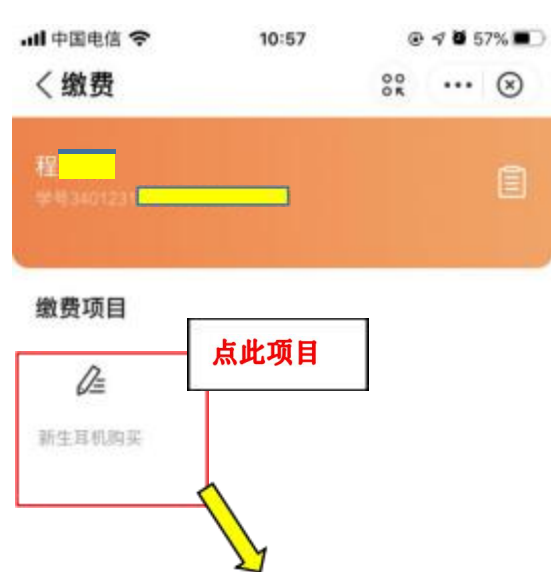 中国电信 10:57 57%
缴费
程
学号3401231
缴费项目
点此项目
新生耳机购买